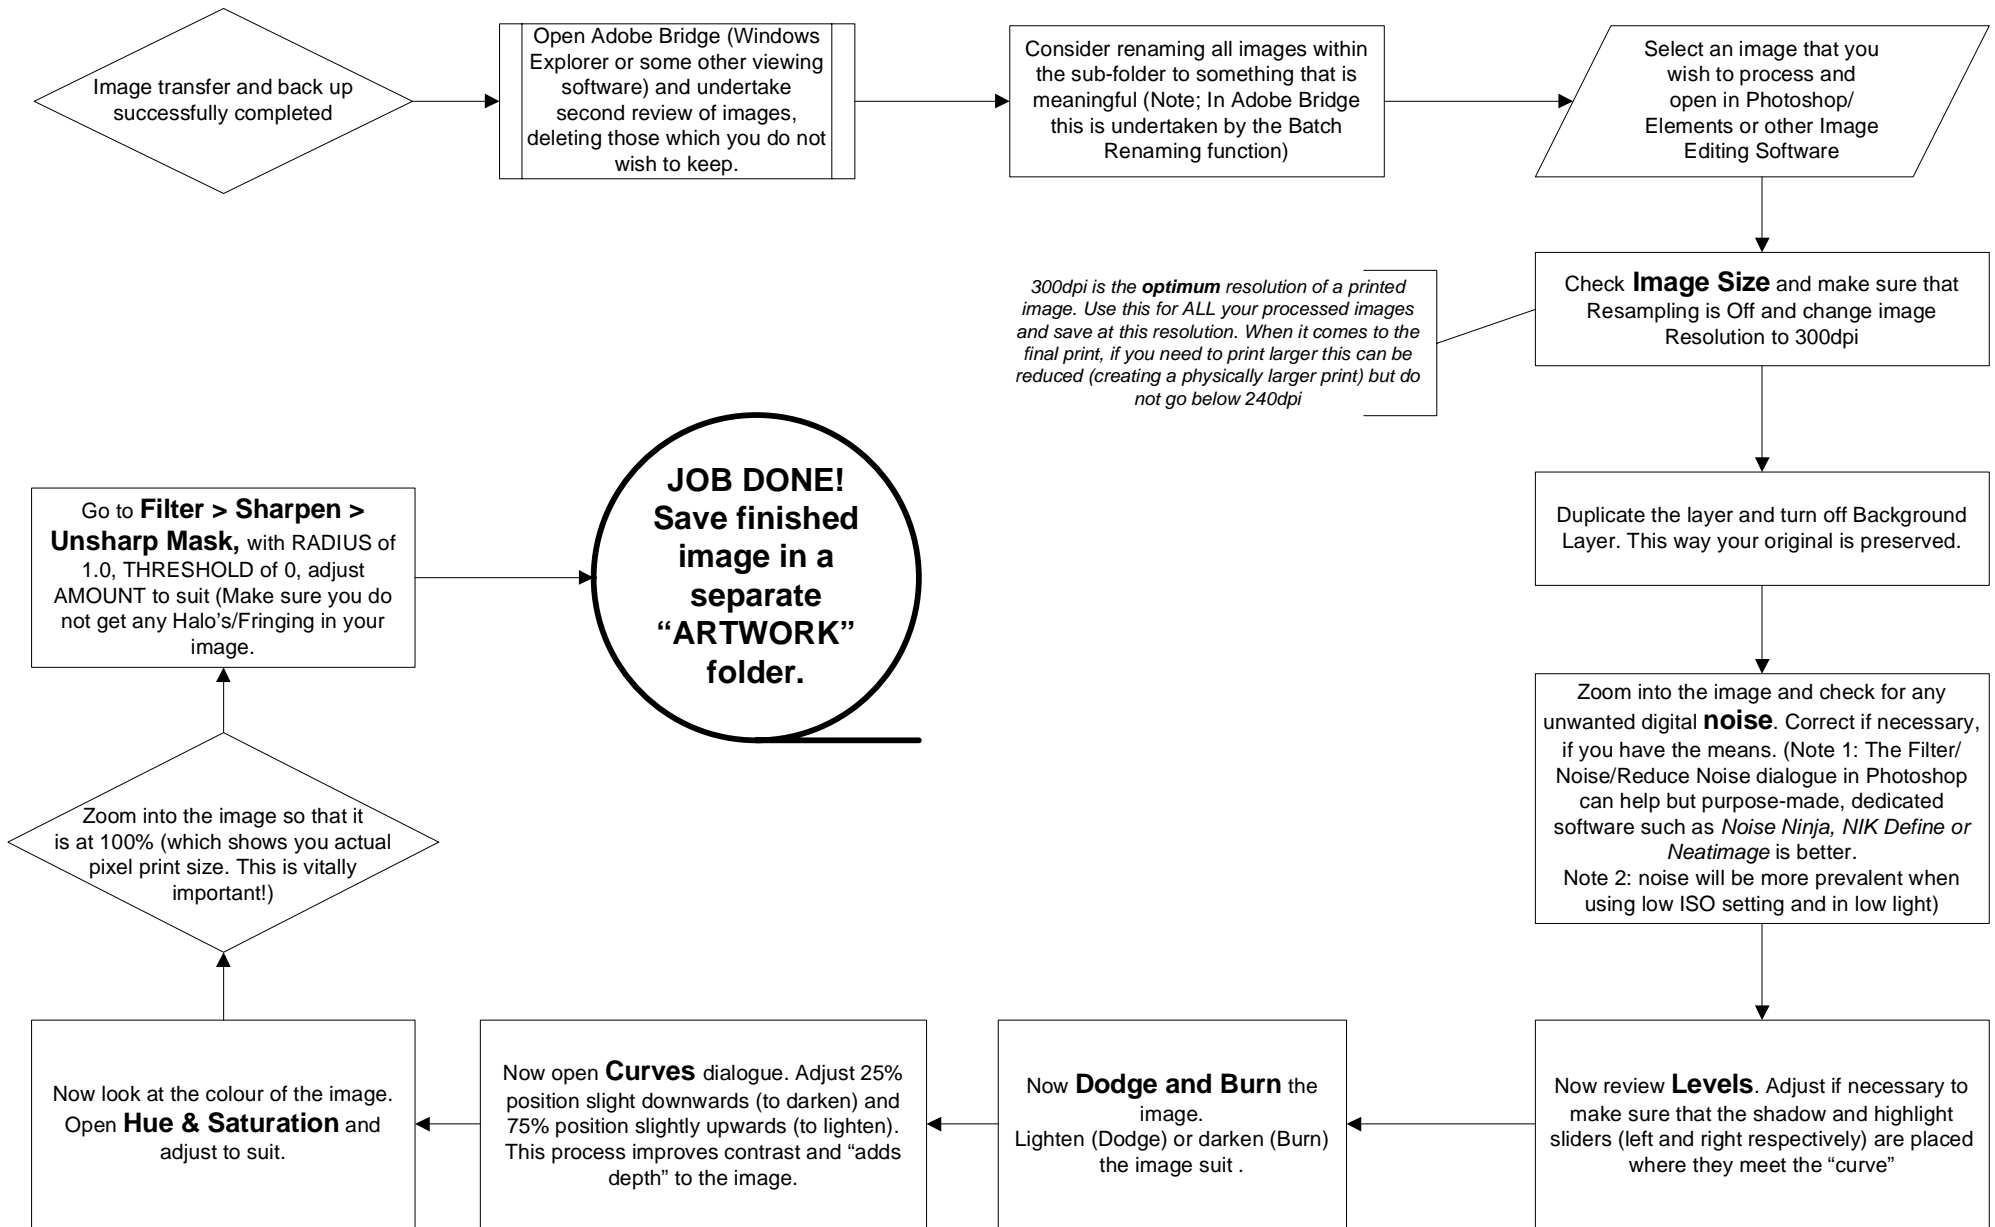 Image transfer and back up
successfully completed
Open Adobe Bridge (Windows
Explorer or some other viewing
software) and undertake
second review of images,
deleting those which you do not
wish to keep.
Consider renaming all images within
the sub-folder to something that is
meaningful (Note; In Adobe Bridge
this is undertaken by the Batch
Renaming function)
Select an image that you
wish to process and
open in Photoshop/
Elements or other Image
Editing Software
Check Image Size and make sure that
Resampling is Off and change image
Resolution to 300dpi
300dpi is the optimum resolution of a printed
image. Use this for ALL your processed images
and save at this resolution. When it comes to the
final print, if you need to print larger this can be
reduced (creating a physically larger print) but do
not go below 240dpi
Duplicate the layer and turn off Background
Layer. This way your original is preserved.
Zoom into the image and check for any
unwanted digital noise. Correct if necessary,
if you have the means. (Note 1: The Filter/
Noise/Reduce Noise dialogue in Photoshop
can help but purpose-made, dedicated
software such as Noise Ninja, NIK Define or
Neatimage is better.
Note 2: noise will be more prevalent when
using low ISO setting and in low light)
Now review Levels. Adjust if necessary to
make sure that the shadow and highlight
sliders (left and right respectively) are placed
where they meet the “curve”
Now Dodge and Burn the
image.
Lighten (Dodge) or darken (Burn)
the image suit .
Now open Curves dialogue. Adjust 25%
position slight downwards (to darken) and
75% position slightly upwards (to lighten).
This process improves contrast and “adds
depth” to the image.
Now look at the colour of the image.
Open Hue & Saturation and
adjust to suit.
Zoom into the image so that it
is at 100% (which shows you actual
pixel print size. This is vitally
important!)
Go to Filter > Sharpen >
Unsharp Mask, with RADIUS of
1.0, THRESHOLD of 0, adjust
AMOUNT to suit (Make sure you do
not get any Halo’s/Fringing in your
image.
JOB DONE!
Save finished
image in a
separate
“ARTWORK”
folder.